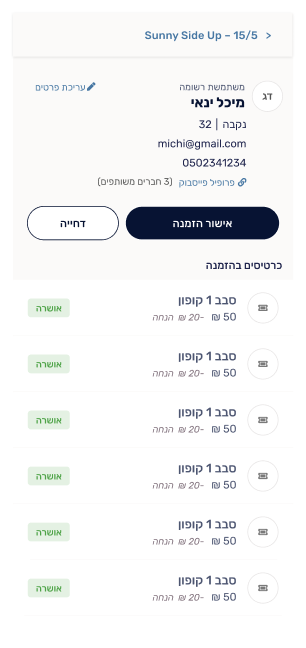 Sunny Side Up – 15/5 >
דג
משתמשת רשומה
עריכת פרטים
מיכל ינאי
נקבה | 32
michi@gmail.com
0502341234
פרופיל פייסבוק (3 חברים משותפים)
אישור הזמנה
דחייה
כרטיסים בהזמנה
סבב 1 קופון
50 ₪ -20 ₪ הנחה
אושרה
סבב 1 קופון
50 ₪ -20 ₪ הנחה
אושרה
סבב 1 קופון
50 ₪ -20 ₪ הנחה
אושרה
סבב 1 קופון
50 ₪ -20 ₪ הנחה
אושרה
סבב 1 קופון
50 ₪ -20 ₪ הנחה
אושרה
סבב 1 קופון
50 ₪ -20 ₪ הנחה
אושרה